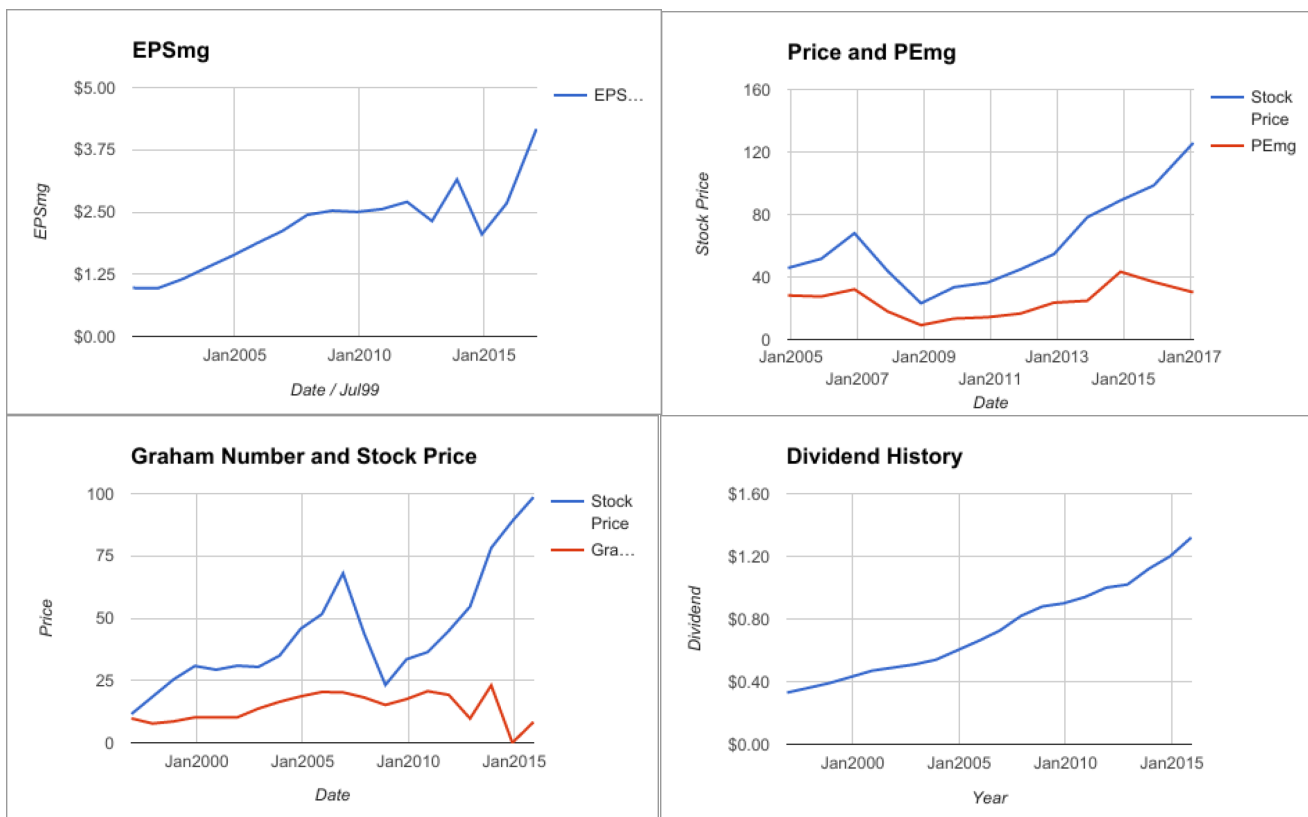 EPSmg
$5.00
$3.75
$2.50
$1.25
$0.00
EPSmg
EPS…
Jan2005
Jan2010
Jan2015
Date / Jul99
Price and PEmg
160
120
80
40
0
Stock Price
Stock
Price
PEmg
Jan2005
Jan2009
Jan2013
Jan2017
Jan2007
Jan2011
Jan2015
Date
Graham Number and Stock Price
100
75
50
25
0
Price
Stock
Price
Gra…
Jan2000
Jan2005
Jan2010
Jan2015
Date
Dividend History
$1.60
$1.20
$0.80
$0.40
$0.00
Dividend
Jan2000
Jan2005
Jan2010
Jan2015
Year